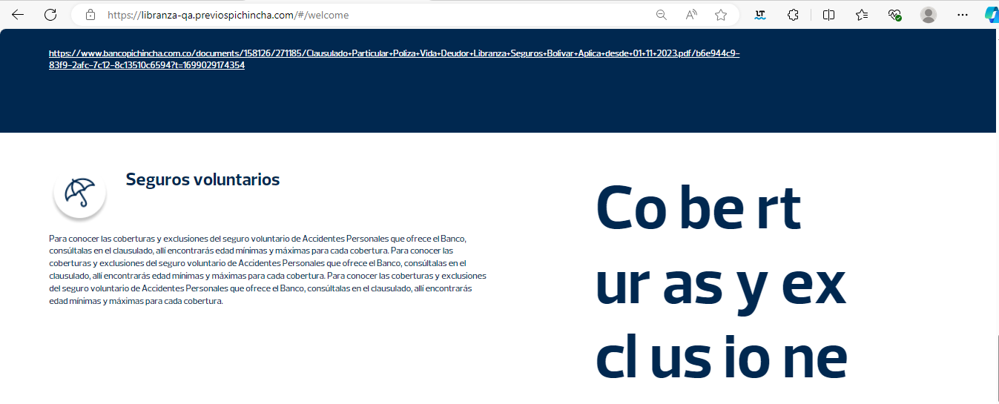 https://libranza-qa.previospichincha.com/#/welcome
https://www.bancopichincha.com.co/documents/158126/271185/Clausulado+Particular+Poliza+Vida+Deudor+Libranza+Seguros+Bolivar+Aplica+desde+01+11+2023.pdf/b6e944c9-
83f9-2afc-7c12-8c13510c6594?t=1699029174354
Seguros voluntarios
Para conocer las coberturas y exclusiones del seguro voluntario de Accidentes Personales que ofrece el Banco,
consúltalas en el clausulado, allí encontrarás edad mínimas y máximas para cada cobertura. Para conocer las
coberturas y exclusiones del seguro voluntario de Accidentes Personales que ofrece el Banco, consúltalas en el
clausulado, allí encontrarás edad mínimas y máximas para cada cobertura. Para conocer las coberturas y exclusiones
del seguro voluntario de Accidentes Personales que ofrece el Banco, consúltalas en el clausulado, allí encontrarás
edad mínimas y máximas para cada cobertura.
Co be rt
ur as y ex
cl us io ne